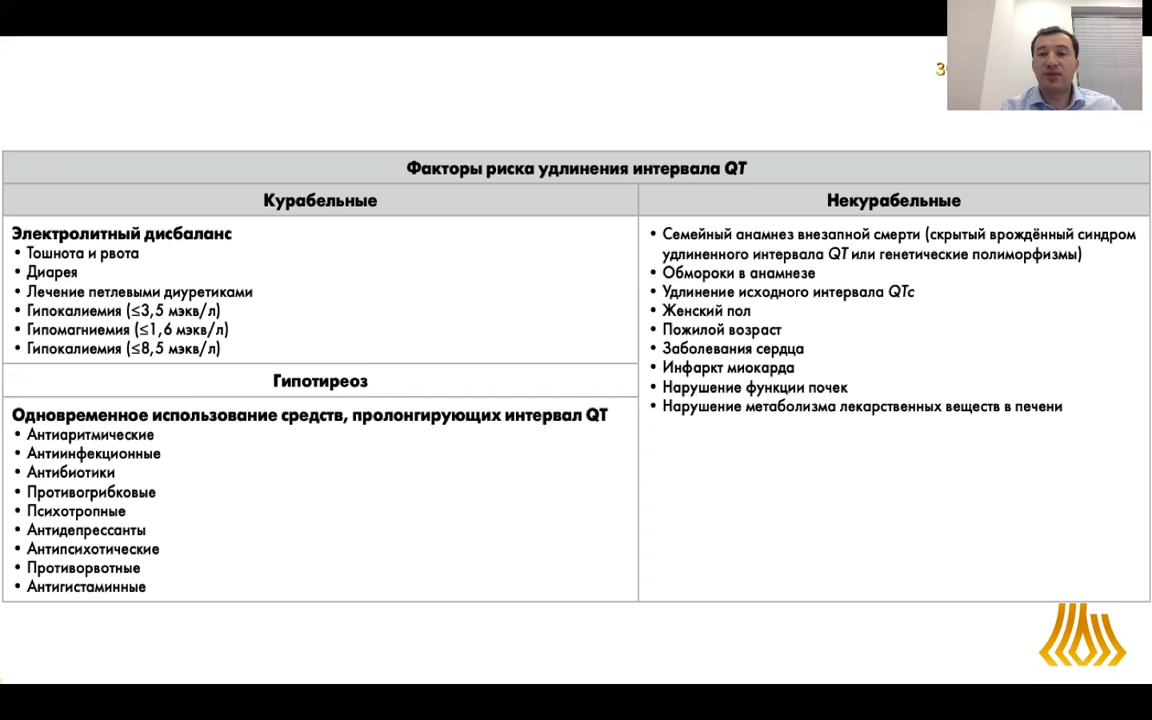 Зс
Факторы риска удлинения интервала QT
Курабельные
Некурабельные
Электролитный дисбаланс
• Тошнота и рвота
• Диарея
• Лечение петлевыми диуретиками
• Гипокалиемия (≤3,5 мэкв/л)
• Гипомагниемия (≤1,6 мэкв/л)
• Гипокалиемия (≤8,5 мэкв/л)
Гипотиреоз
Одновременное использование средств, пролонгирующих интервал QT
• Антиаритмические
• Антиинфекционные
• Антибиотики
• Противогрибковые
• Психотропные
• Антидепрессанты
• Антипсихотические
• Противорвотные
• Антигистаминные
• Семейный анамнез внезапной смерти (скрытый врождённый синдром
удлиненного интервала QT или генетические полиморфизмы)
• Обмороки в анамнезе
• Удлинение исходного интервала QTc
• Женский пол
• Пожилой возраст
• Заболевания сердца
• Инфаркт миокарда
• Нарушение функции почек
• Нарушение метаболизма лекарственных веществ в печени